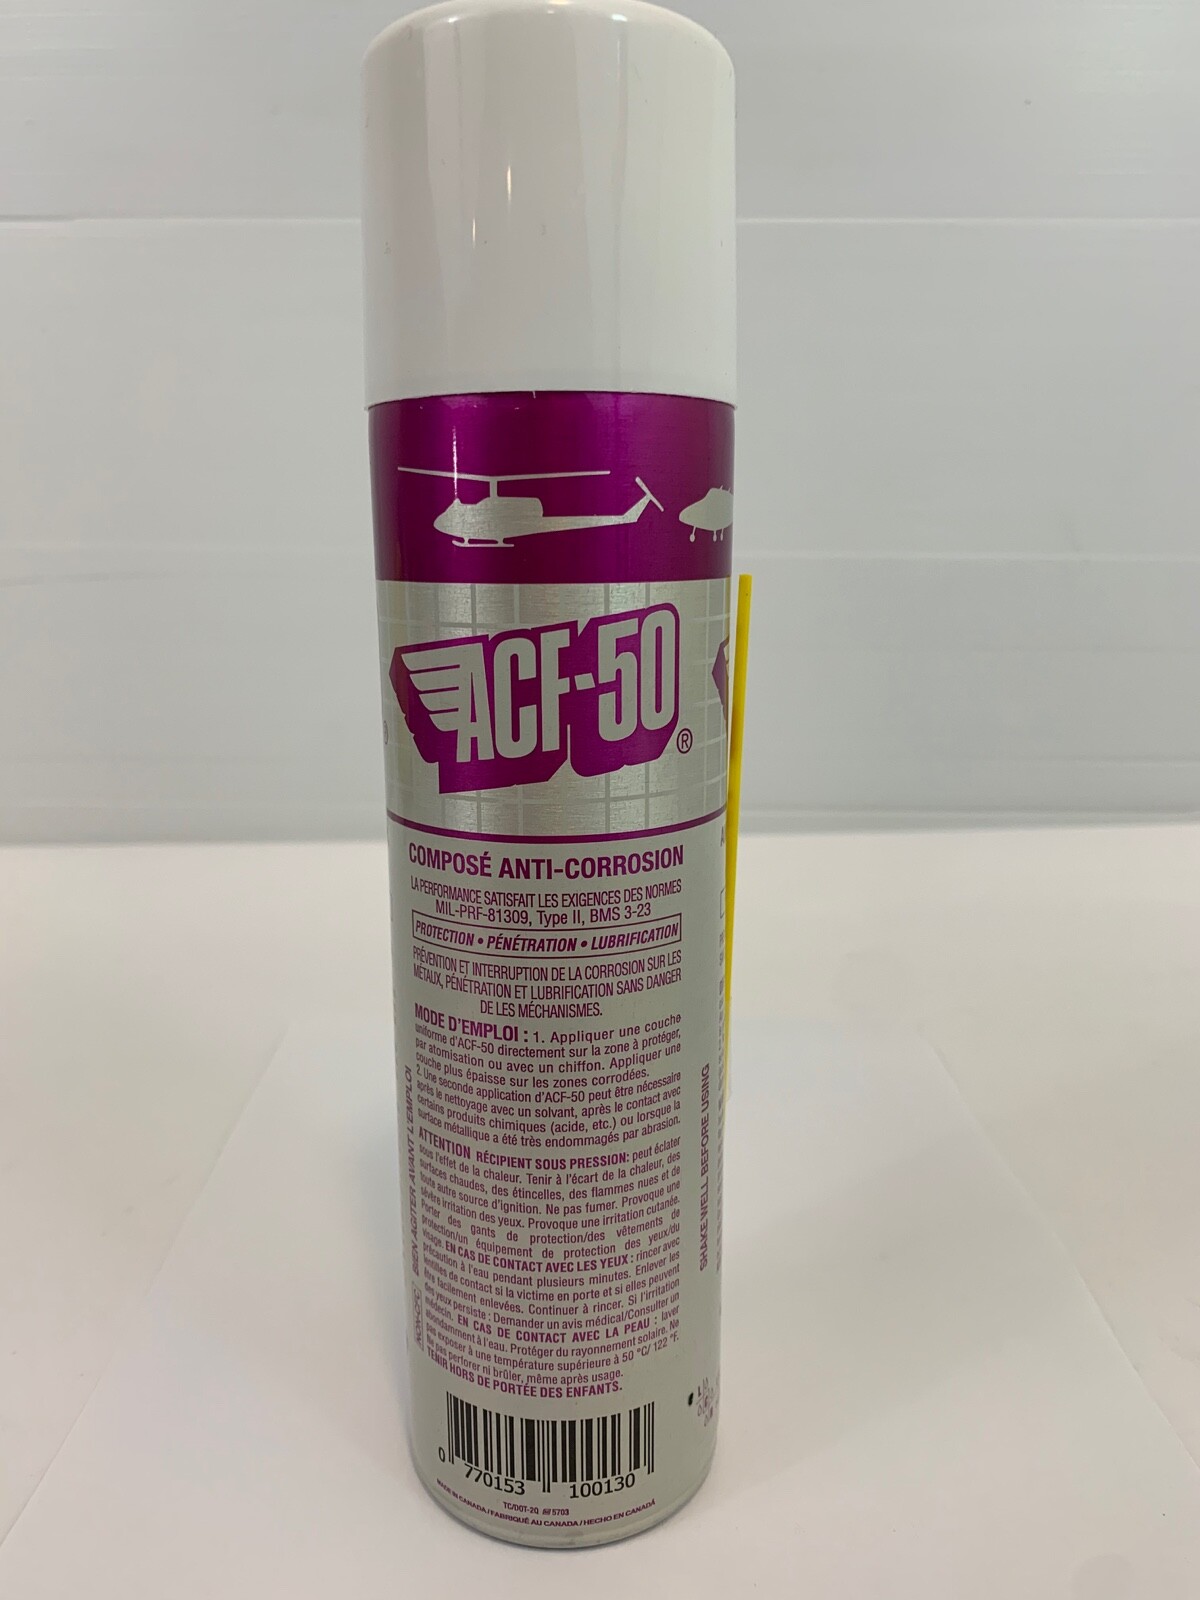 ACF-50
®
COMPOSÉ ANTI-CORROSION
LA PERFORMANCE SATISFAIT LES EXIGENCES DES NORMES
MIL-PRF-81309, Type II, BMS 3-23
PROTECTION • PÉNÉTRATION • LUBRIFICATION
PRÉVENTION ET INTERRUPTION DE LA CORROSION SUR LES
MÉTAUX, PÉNÉTRATION ET LUBRIFICATION SANS DANGER
DE LES MÉCHANISMES.
MODE D'EMPLOI : 1. Appliquer une couche
uniforme d'ACF-50 directement sur la zone à protéger,
par atomisation ou avec un chiffon. Appliquer une
couche plus épaisse sur les zones corrodées.
2. Une seconde application d'ACF-50 peut être nécessaire
après le nettoyage avec un solvant, après le contact avec
certains produits chimiques (acide, etc.) ou lorsque la
surface métallique a été très endommagés par abrasion.
ATTENTION RÉCIPIENT SOUS PRESSION: peut éclater
sous l'effet de la chaleur. Tenir à l'écart de la chaleur, des
surfaces chaudes, des étincelles, des flammes nues et de
toute autre source d'ignition. Ne pas fumer. Provoque une
sévère irritation des yeux. Provoque une irritation cutanée.
Porter des gants de protection/des vêtements de
protection/un équipement de protection des yeux/du
visage. EN CAS DE CONTACT AVEC LES YEUX : rincer avec
précaution à l'eau pendant plusieurs minutes. Enlever les
lentilles de contact si la victime en porte et si elles peuvent
être facilement enlevées. Continuer à rincer. Si l'irritation
des yeux persiste : Demander un avis médical/Consulter un
médecin. EN CAS DE CONTACT AVEC LA PEAU : laver
abondamment à l'eau. Protéger du rayonnement solaire. Ne
pas exposer à une température supérieure à 50 °C/ 122 °F.
Ne pas perforer ni brûler, même après usage.
TENIR HORS DE PORTÉE DES ENFANTS.
NON-CFC BIEN AGITER AVANT L'EMPLOI
SHAKE WELL BEFORE USING
0 770153 100130
TC/DOT-2Q 5703
MADE IN CANADA / FABRIQUÉ AU CANADA / HECHO EN CANADÁ